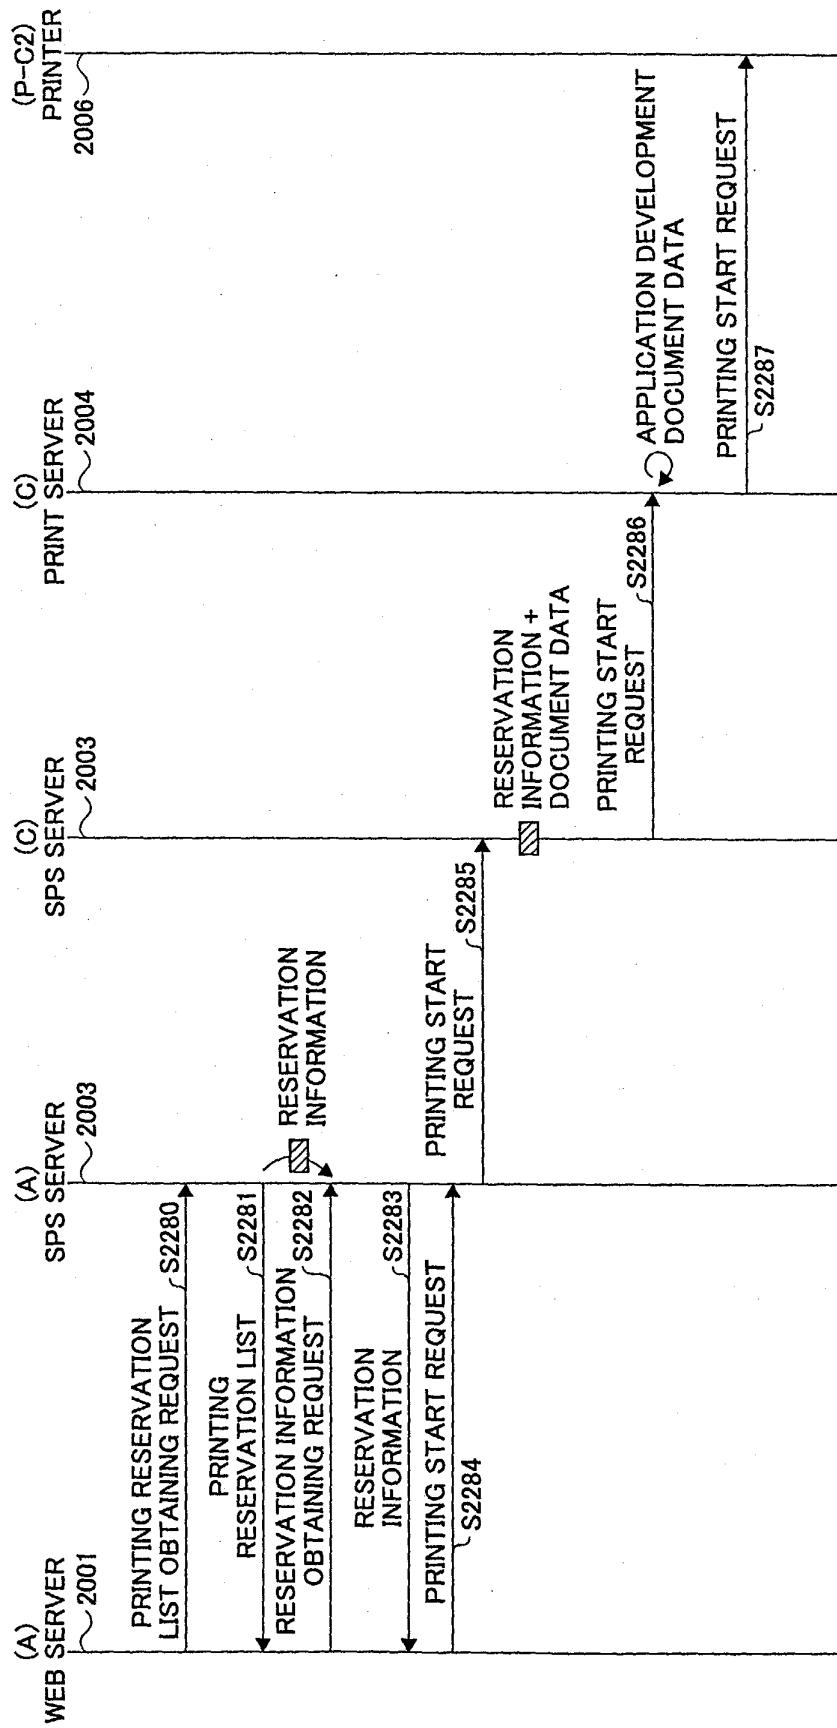 (A)
WEB SERVER
2001
(A)
SPS SERVER
2003
(C)
SPS SERVER
2003
(C)
PRINT SERVER
2004
(P-C2)
PRINTER
2006
PRINTING RESERVATION
LIST OBTAINING REQUEST
S2280
PRINTING
RESERVATION LIST
S2281
RESERVATION
INFORMATION
RESERVATION INFORMATION
OBTAINING REQUEST
S2282
RESERVATION
INFORMATION
S2283
PRINTING START REQUEST
S2284
PRINTING START
REQUEST
S2285
RESERVATION
INFORMATION +
DOCUMENT DATA
PRINTING START
REQUEST
S2286
APPLICATION DEVELOPMENT
DOCUMENT DATA
PRINTING START REQUEST
S2287